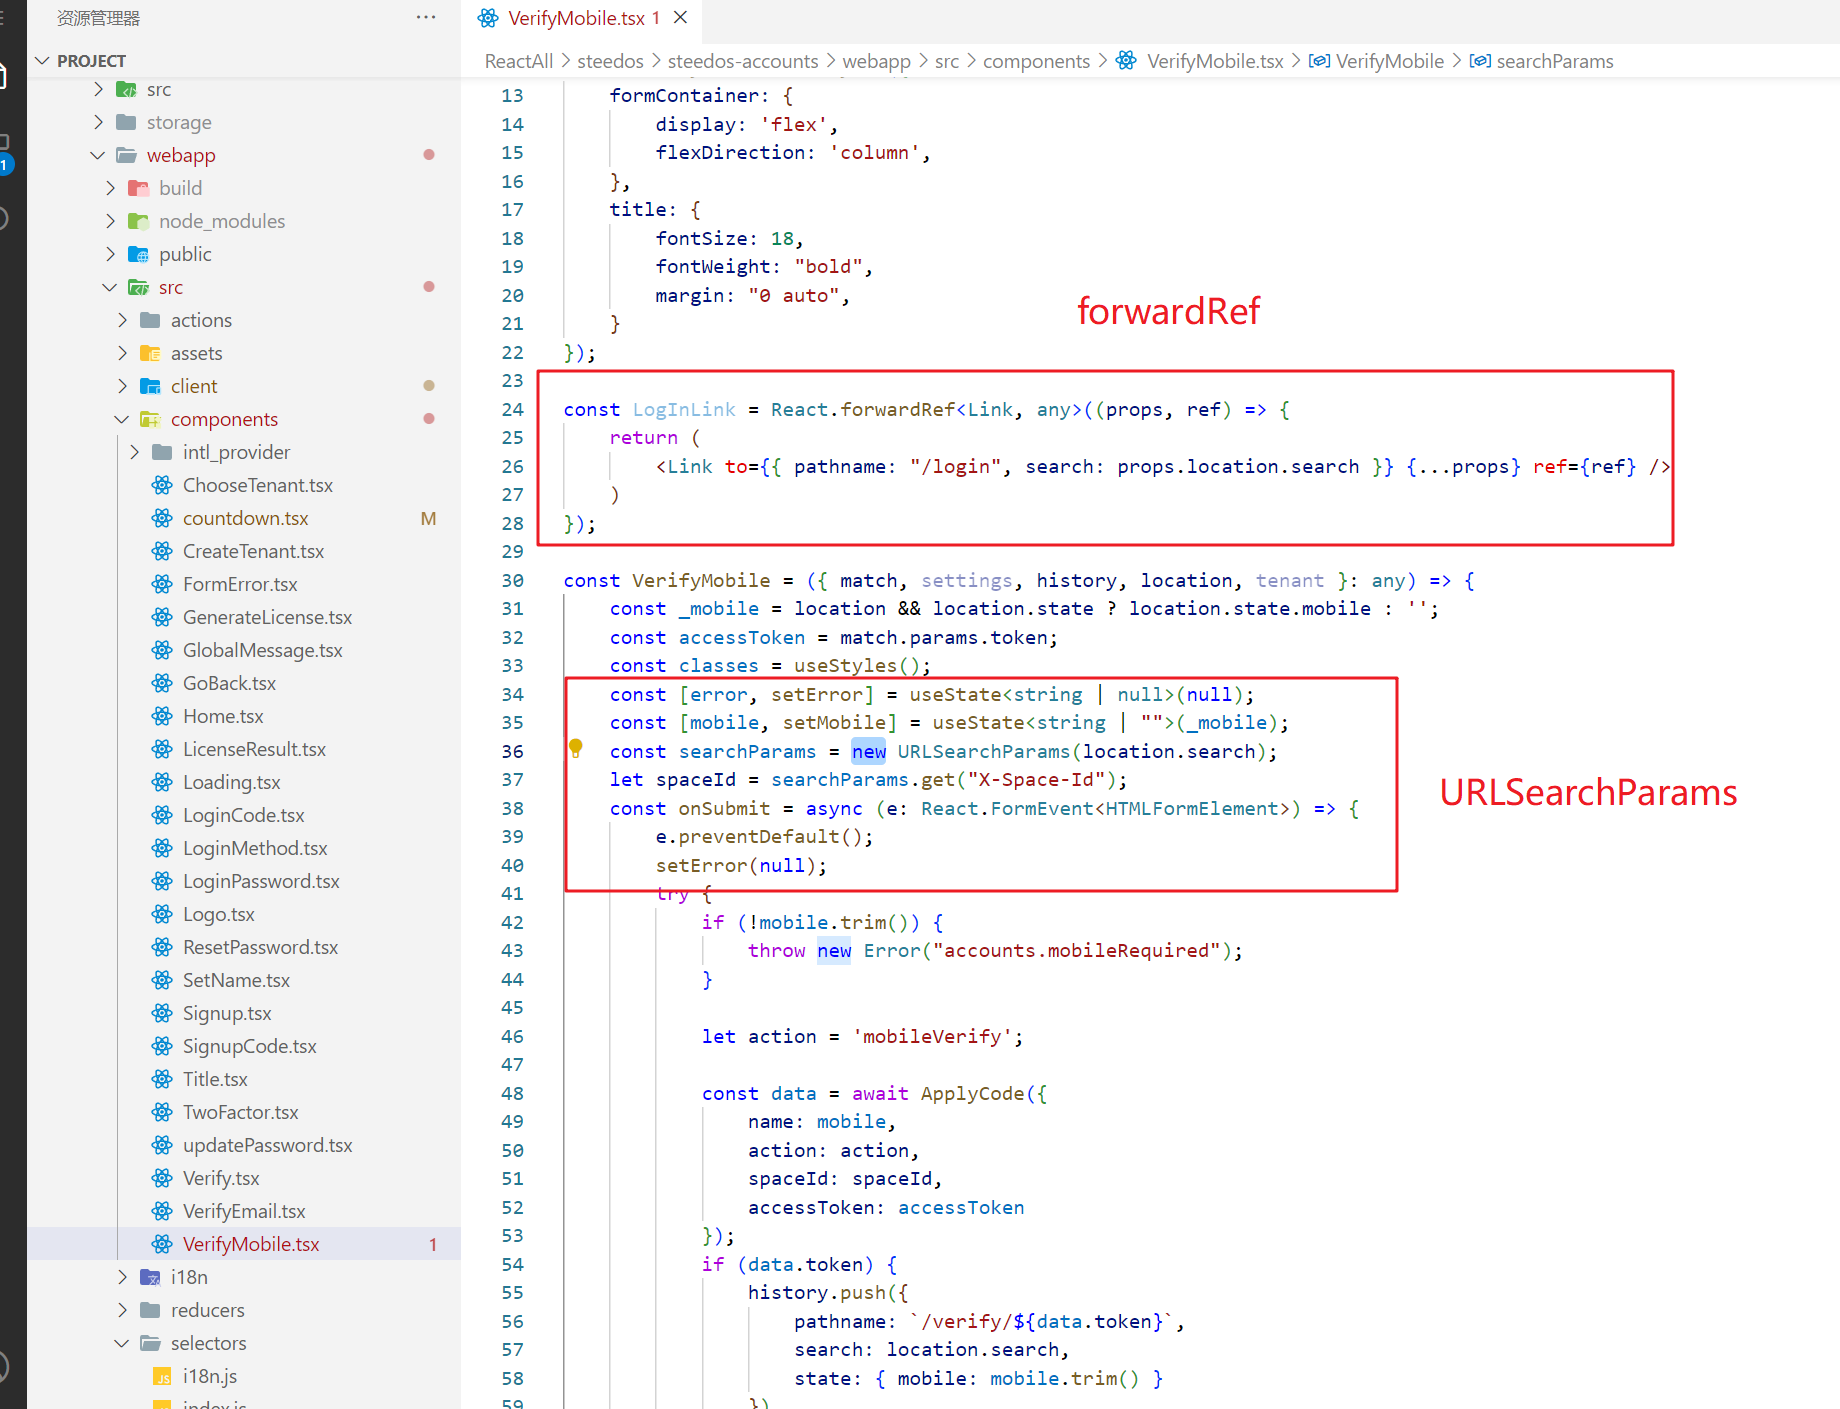 资源管理器
PROJECT
src
storage
webapp
build
node_modules
public
src
actions
assets
client
components
intl_provider
ChooseTenant.tsx
countdown.tsx M
CreateTenant.tsx
FormError.tsx
GenerateLicense.tsx
GlobalMessage.tsx
GoBack.tsx
Home.tsx
LicenseResult.tsx
Loading.tsx
LoginCode.tsx
LoginMethod.tsx
LoginPassword.tsx
Logo.tsx
ResetPassword.tsx
SetName.tsx
Signup.tsx
SignupCode.tsx
Title.tsx
TwoFactor.tsx
updatePassword.tsx
Verify.tsx
VerifyEmail.tsx
VerifyMobile.tsx 1
i18n
reducers
selectors
i18n.js
index.js
1
VerifyMobile.tsx 1
ReactAll > steedos > steedos-accounts > webapp > src > components > VerifyMobile.tsx > VerifyMobile > searchParams
13 formContainer: {
14 display: 'flex',
15 flexDirection: 'column',
16 },
17 title: {
18 fontSize: 18,
19 fontWeight: "bold",
20 margin: "0 auto",
21 }
22 });
23
24 const LogInLink = React.forwardRef<Link, any>((props, ref) => {
25 return (
26 <Link to={{ pathname: "/login", search: props.location.search }} {...props} ref={ref} />
27 )
28 });
29
30 const VerifyMobile = ({ match, settings, history, location, tenant }: any) => {
31 const _mobile = location && location.state ? location.state.mobile : '';
32 const accessToken = match.params.token;
33 const classes = useStyles();
34 const [error, setError] = useState<string | null>(null);
35 const [mobile, setMobile] = useState<string | "">(_mobile);
36 const searchParams = new URLSearchParams(location.search);
37 let spaceId = searchParams.get("X-Space-Id");
38 const onSubmit = async (e: React.FormEvent<HTMLFormElement>) => {
39 e.preventDefault();
40 setError(null);
41 try {
42 if (!mobile.trim()) {
43 throw new Error("accounts.mobileRequired");
44 }
45
46 let action = 'mobileVerify';
47
48 const data = await ApplyCode({
49 name: mobile,
50 action: action,
51 spaceId: spaceId,
52 accessToken: accessToken
53 });
54 if (data.token) {
55 history.push({
56 pathname: `/verify/${data.token}`,
57 search: location.search,
58 state: { mobile: mobile.trim() }
59 })
forwardRef
URLSearchParams